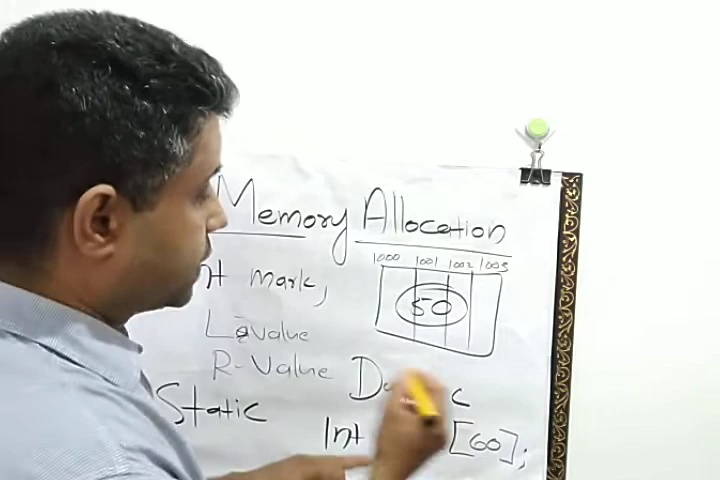 Memory Allocation
1000 1001 1002 1003
mark;
50
L-value
R-Value
Static
Int [60];